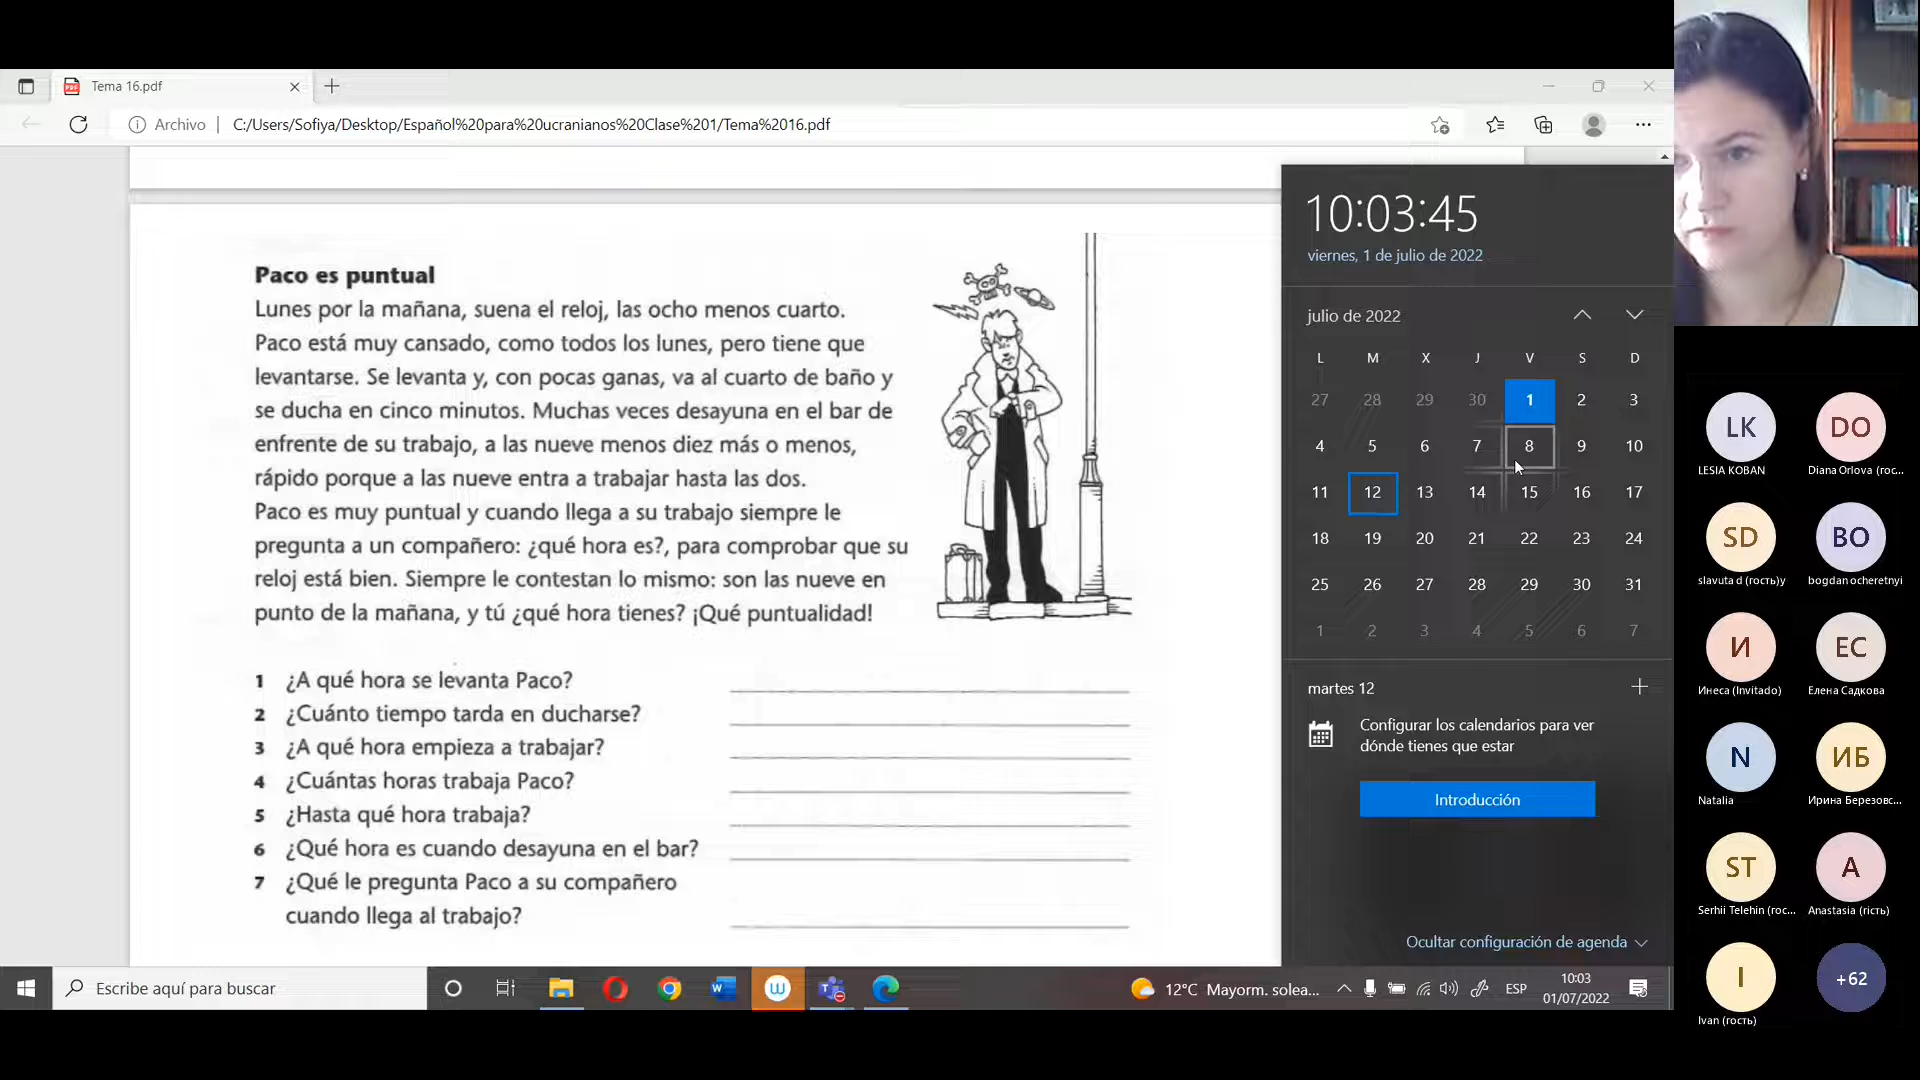 Tema 16.pdf
Archivo
C:/Users/Sofiya/Desktop/Español%20para%20ucranianos%20Clase%201/Tema%2016.pdf
Paco es puntual
Lunes por la mañana, suena el reloj, las ocho menos cuarto.
Paco está muy cansado, como todos los lunes, pero tiene que
levantarse. Se levanta y, con pocas ganas, va al cuarto de baño y
se ducha en cinco minutos. Muchas veces desayuna en el bar de
enfrente de su trabajo, a las nueve menos diez más o menos,
rápido porque a las nueve entra a trabajar hasta las dos.
Paco es muy puntual y cuando llega a su trabajo siempre le
pregunta a un compañero: ¿qué hora es?, para comprobar que su
reloj está bien. Siempre le contestan lo mismo: son las nueve en
punto de la mañana, y tú ¿qué hora tienes? ¡Qué puntualidad!
1 ¿A qué hora se levanta Paco?
2 ¿Cuánto tiempo tarda en ducharse?
3 ¿A qué hora empieza a trabajar?
4 ¿Cuántas horas trabaja Paco?
5 ¿Hasta qué hora trabaja?
6 ¿Qué hora es cuando desayuna en el bar?
7 ¿Qué le pregunta Paco a su compañero
cuando llega al trabajo?
10:03:45
viernes, 1 de julio de 2022
julio de 2022
L M X J V S D
27 28 29 30 1 2 3
4 5 6 7 8 9 10
11 12 13 14 15 16 17
18 19 20 21 22 23 24
25 26 27 28 29 30 31
1 2 3 4 5 6 7
martes 12
Configurar los calendarios para ver
dónde tienes que estar
Introducción
Ocultar configuración de agenda
Escribe aquí para buscar
12°C Mayorm. solea...
ESP
10:03
01/07/2022
LK
LESIA KOBAN
DO
Diana Orlova (гос...
SD
slavuta d (гость)y
BO
bogdan ocheretnyi
И
Инеса (Invitado)
ЕС
Елена Садкова
N
Natalia
ИБ
Ирина Березовс...
ST
Serhii Telehin (гос...
A
Anastasia (гість)
I
Ivan (гость)
+62